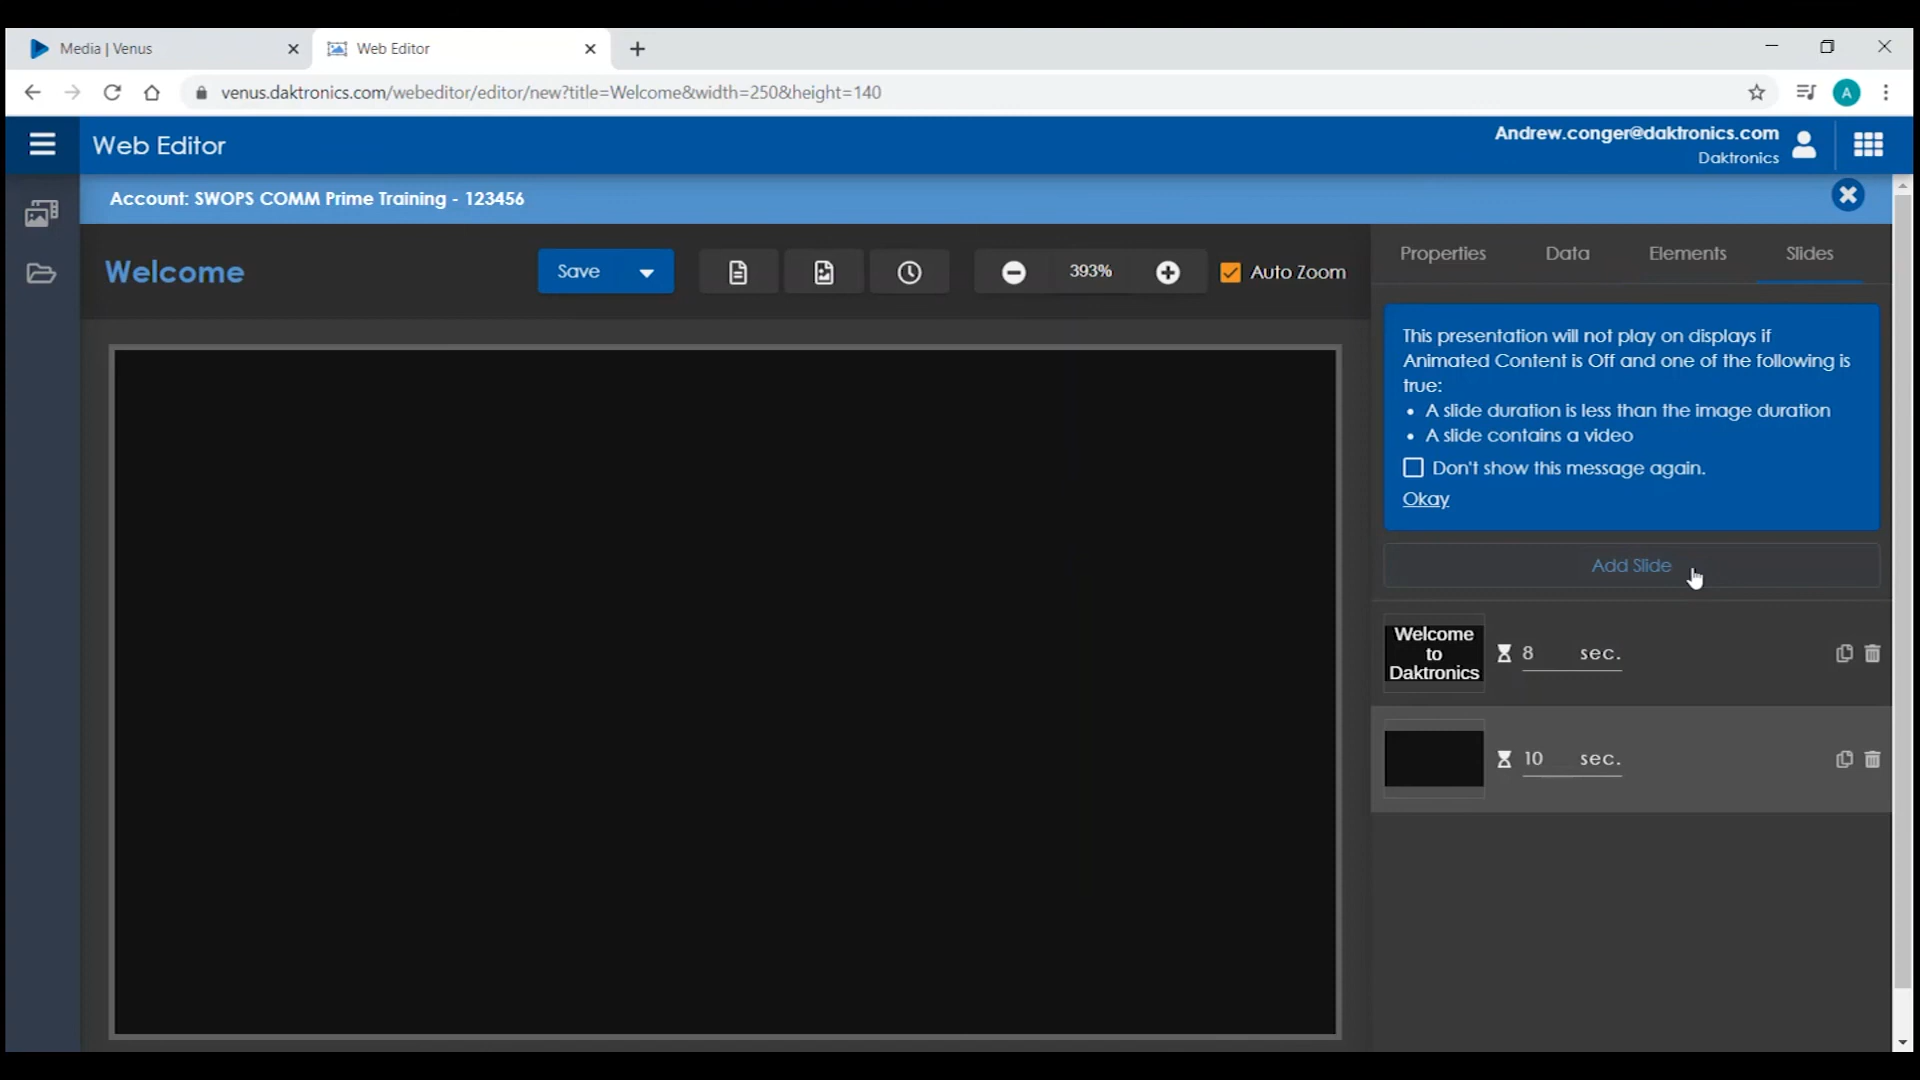 Media | Venus
Web Editor
venus.daktronics.com/webeditor/editor/new?title=Welcome&width=250&height=140
A
Web Editor
Andrew.conger@daktronics.com
Daktronics
Account: SWOPS COMM Prime Training - 123456
Welcome
Save
393%
Auto Zoom
Properties
Data
Elements
Slides
This presentation will not play on displays if
Animated Content is Off and one of the following is
true:
• A slide duration is less than the image duration
• A slide contains a video
Don't show this message again.
Okay
Add Slide
Welcome
to
Daktronics
8 sec.
10 sec.